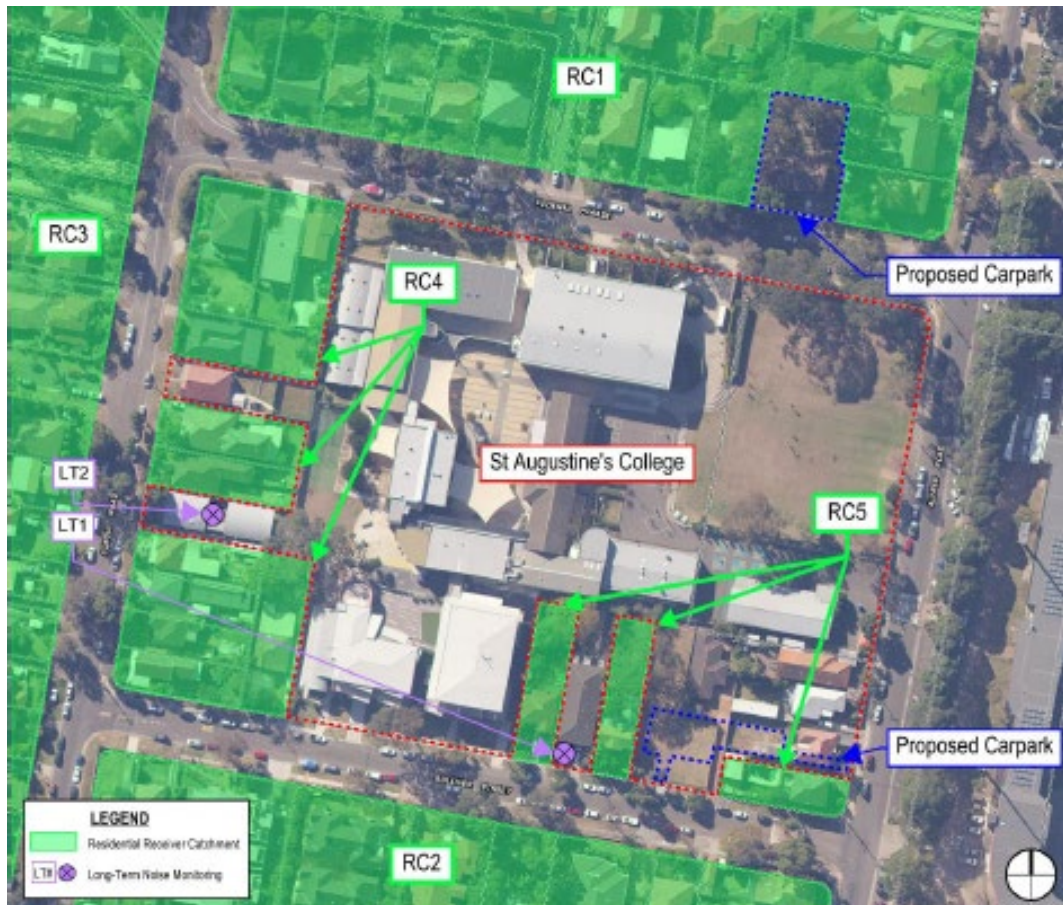 RC1
RC3
RC4
Proposed Carpark
St Augustine's College
LT2
LT1
RC5
Proposed Carpark
RC2
LEGEND
Residential Receiver Catchment
LT#
Long-Term Noise Monitoring